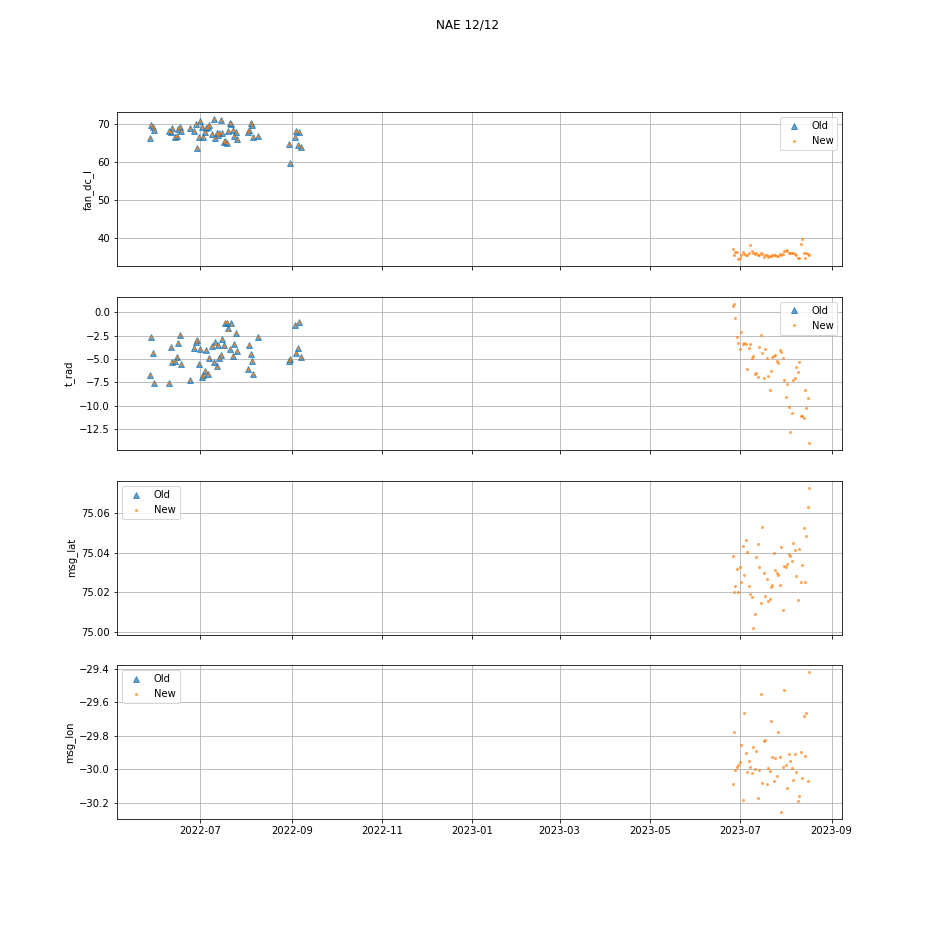 NAE 12/12
fan_dc_I
70
60
50
40
Old
New
t_rad
0.0
−2.5
−5.0
−7.5
−10.0
−12.5
Old
New
msg_lat
75.06
75.04
75.02
75.00
Old
New
msg_lon
−29.4
−29.6
−29.8
−30.0
−30.2
Old
New
2022-07 2022-09 2022-11 2023-01 2023-03 2023-05 2023-07 2023-09